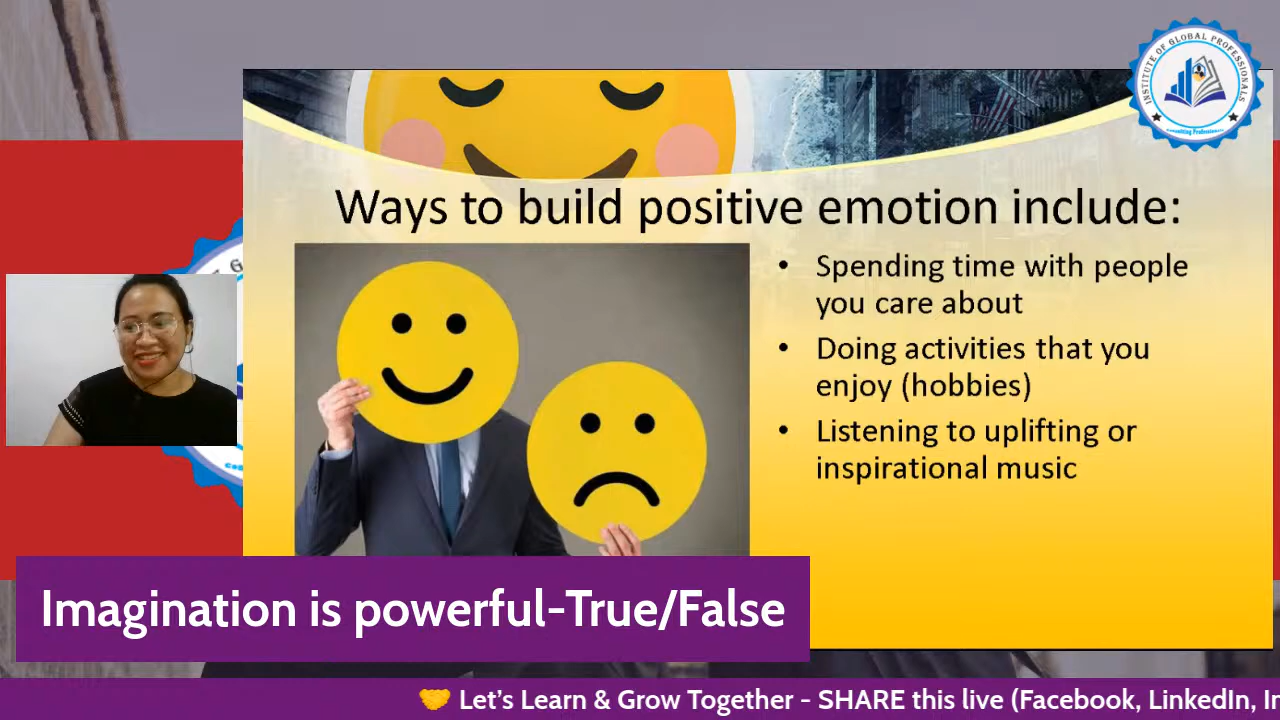 INSTITUTE OF GLOBAL PROFESSIONALS
Consulting Professionals
Ways to build positive emotion include:
• Spending time with people
you care about
• Doing activities that you
enjoy (hobbies)
• Listening to uplifting or
inspirational music
Imagination is powerful-True/False
🤝 Let's Learn & Grow Together - SHARE this live (Facebook, LinkedIn, In